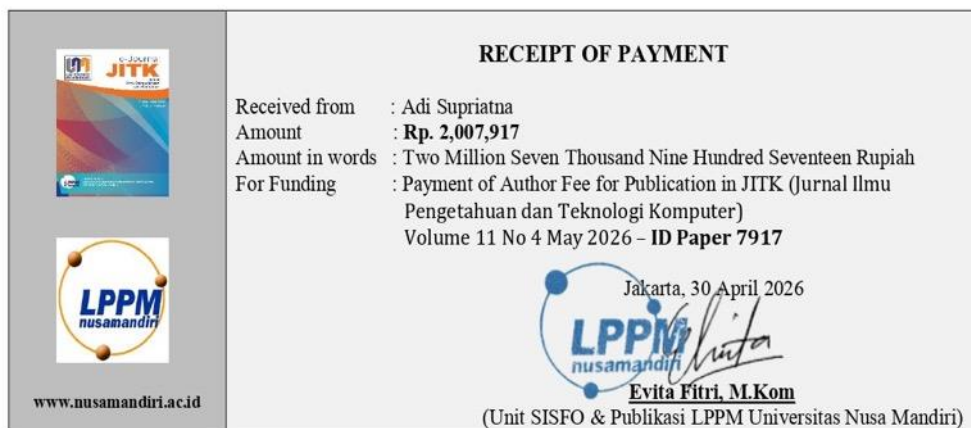 e-Journal
JITK
www.nusamandiri.ac.id
LPPM
nusamandiri
RECEIPT OF PAYMENT
Received from : Adi Supriatna
Amount : Rp. 2,007,917
Amount in words : Two Million Seven Thousand Nine Hundred Seventeen Rupiah
For Funding : Payment of Author Fee for Publication in JITK (Jurnal Ilmu
Pengetahuan dan Teknologi Komputer)
Volume 11 No 4 May 2026 – ID Paper 7917
Jakarta, 30 April 2026
LPPM
nusamandiri
Evita Fitri, M.Kom
(Unit SISFO & Publikasi LPPM Universitas Nusa Mandiri)